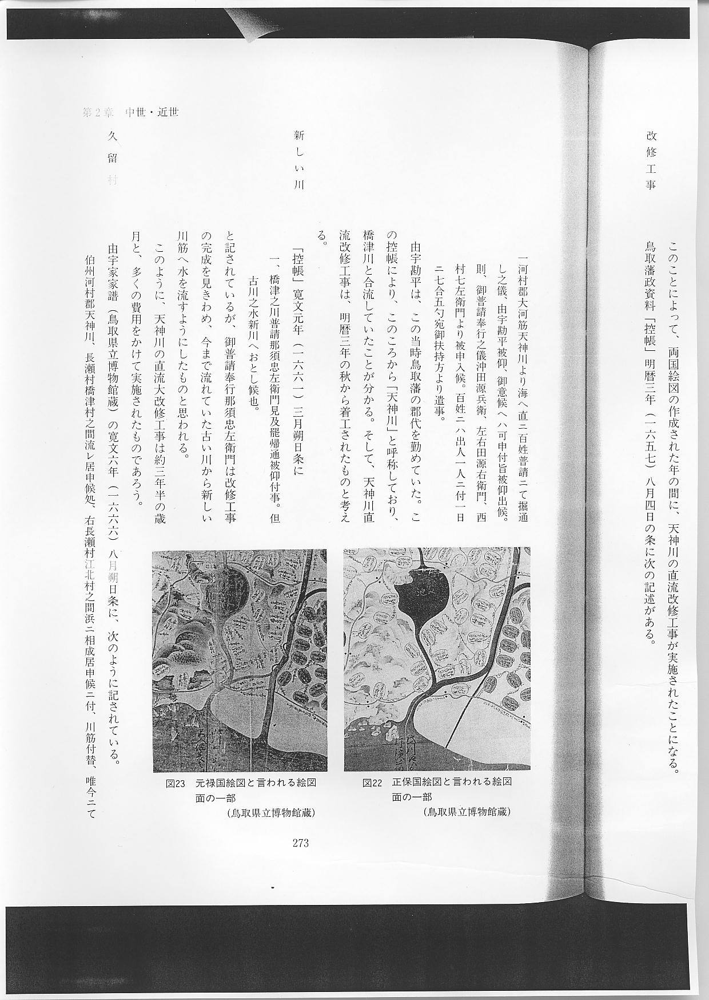 改修工事
このことによって、両国絵図の作成された年の間に、天神川の直流改修工事が実施されたことになる。
鳥取藩政資料「控帳」明暦三年（一六五七）八月四日の条に次の記述がある。
一河村郡大河筋天神川より海へ直ニ百姓普請ニて掘通
し之儀、由宇勘平被仰、御意候へハ可申付旨被仰出候。
則、御普請奉行之儀沖田源兵衛、左右田源右衛門、西
村七左衛門より被申入候。百姓ニハ出人一人ニ付一日
ニ七合五勺宛御扶持方より遣事。
由宇勘平は、この当時鳥取藩の郡代を勤めていた。こ
の控帳により、このころから「天神川」と呼称しており、
橋津川と合流していたことが分かる。そして、天神川直
流改修工事は、明暦三年の秋から着工されたものと考え
る。
新しい川
「控帳」寛文元年（一六六一）三月朔日条に
一、橋津之川普請那須忠左衛門見及罷帰通被仰付事。但
古川之水新川へおとし候也。
と記されているが、御普請奉行那須忠左衛門は改修工事
の完成を見きわめ、今まで流れていた古い川から新しい
川筋へ水を流すようにしたものと思われる。
このように、天神川の直流大改修工事は約三年半の歳
月と、多くの費用をかけて実施されたものであろう。
久留村
由宇家家譜（鳥取県立博物館蔵）の寛文六年（一六六六）八月朔日条に、次のように記されている。
伯州河村郡天神川、長瀬村橋津村之間流レ居申候処、右長瀬村江北村之間浜ニ相成居申候ニ付、川筋付替、唯今ニて
図22 正保国絵図と言われる絵図
面の一部
(鳥取県立博物館蔵)
図23 元禄国絵図と言われる絵図
面の一部
(鳥取県立博物館蔵)
第2章 中世・近世
273